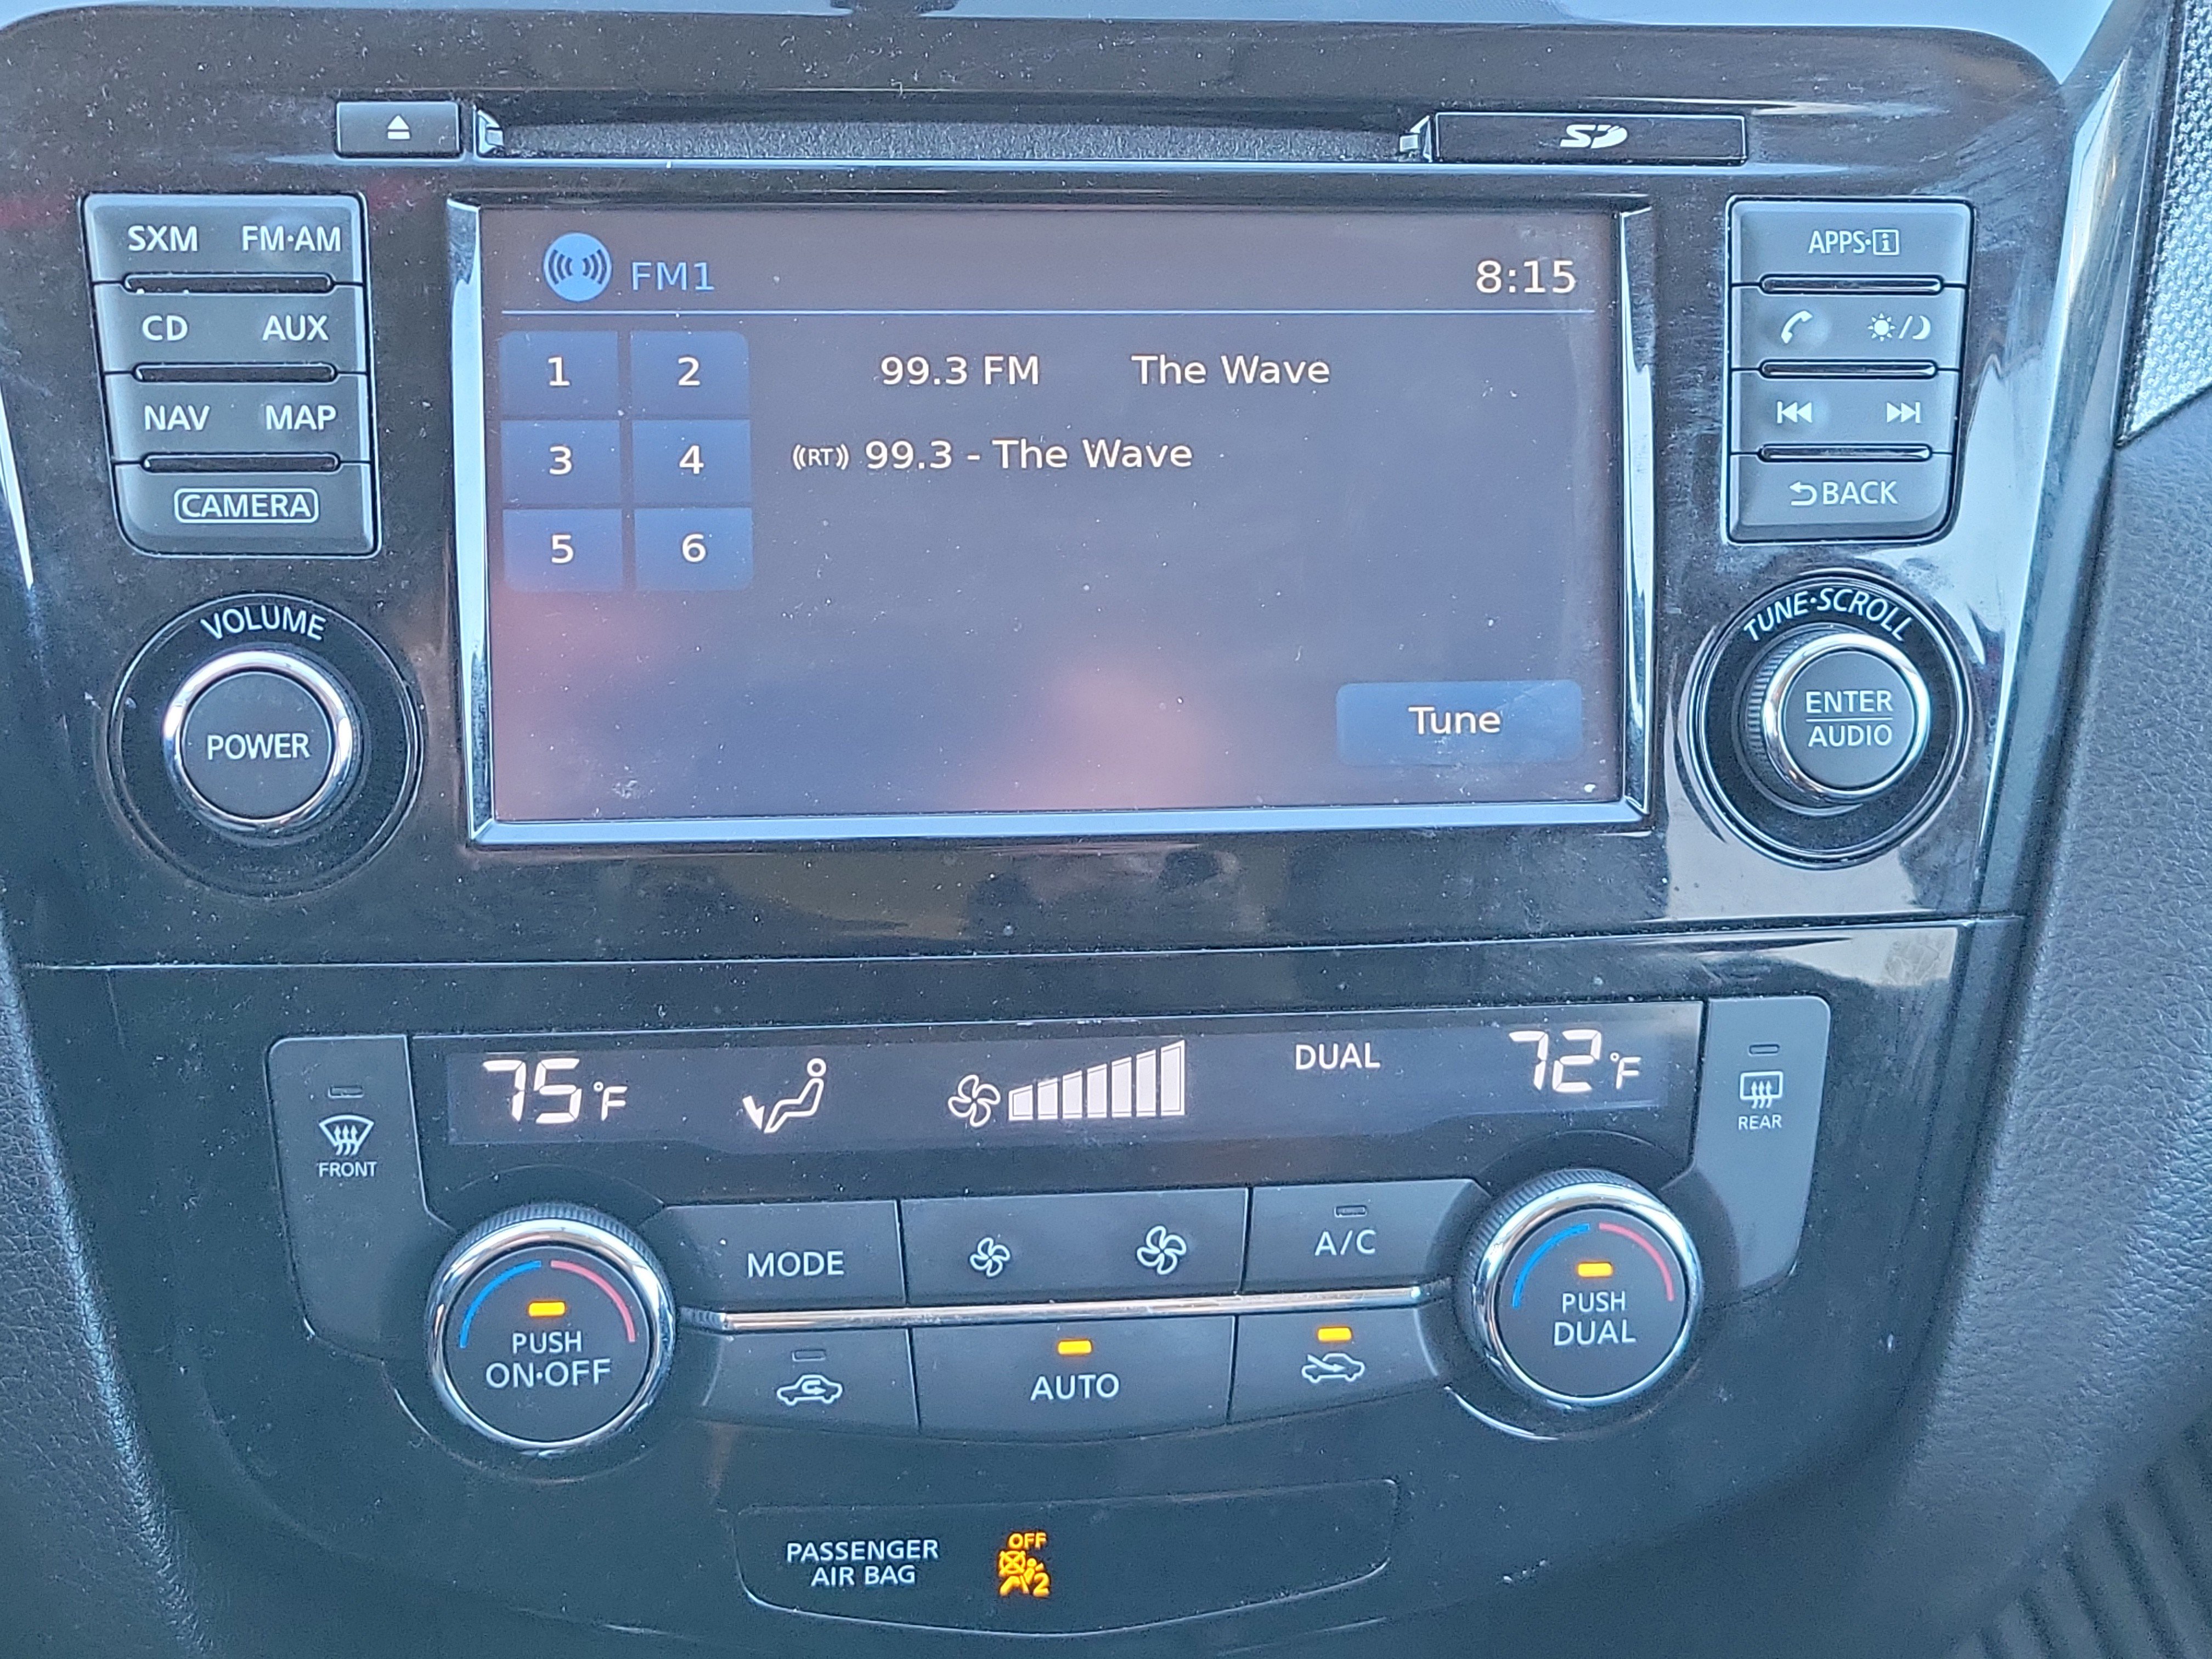 SD
SXM FM·AM
APPS·i
FM1 8:15
CD AUX
1 2 99.3 FM The Wave
NAV MAP
3 4 ((RT)) 99.3 - The Wave
CAMERA
BACK
5 6
VOLUME
POWER
TUNE·SCROLL
ENTER
AUDIO
Tune
75°F DUAL 72°F
FRONT
REAR
MODE A/C
PUSH
ON·OFF
AUTO
PUSH
DUAL
PASSENGER
AIR BAG
OFF
2